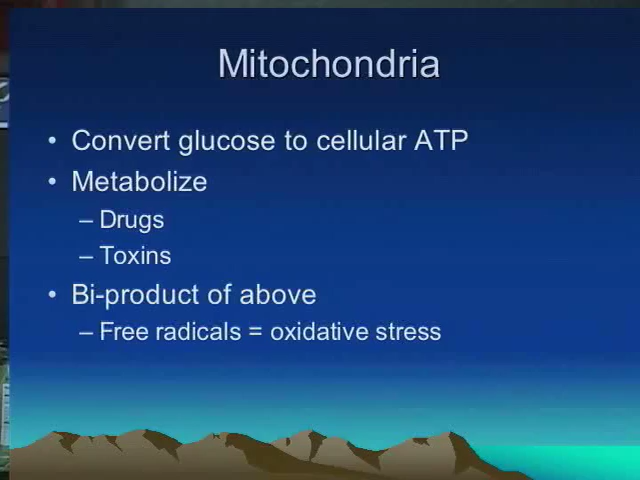 Mitochondria
• Convert glucose to cellular ATP
• Metabolize
– Drugs
– Toxins
• Bi-product of above
– Free radicals = oxidative stress